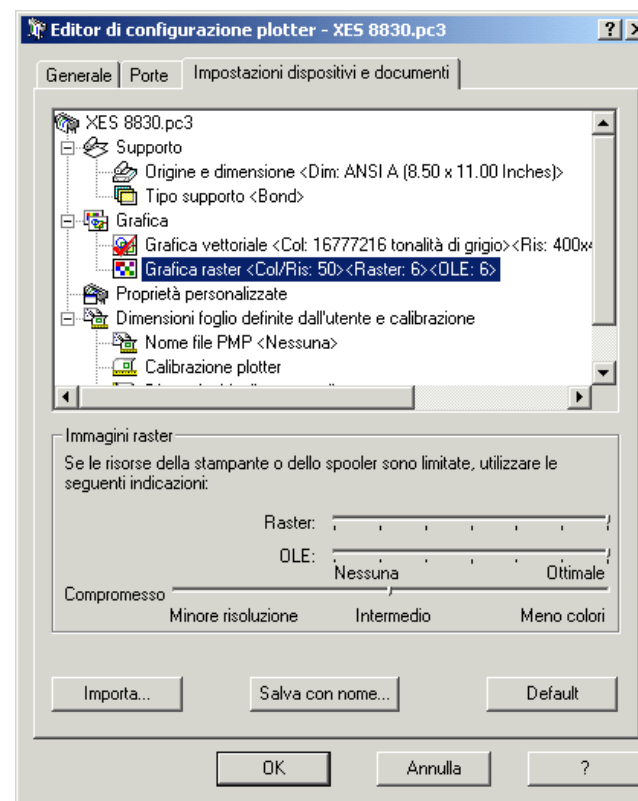 Editor di configurazione plotter - XES 8830.pc3
Generale
Porte
Impostazioni dispositivi e documenti
XES 8830.pc3
Supporto
Origine e dimensione <Dim: ANSI A (8.50 x 11.00 Inches)>
Tipo supporto <Bond>
Grafica
Grafica vettoriale <Col: 16777216 tonalità di grigio><Ris: 400x
Grafica raster <Col/Ris: 50><Raster: 6><OLE: 6>
Proprietà personalizzate
Dimensioni foglio definite dall'utente e calibrazione
Nome file PMP <Nessuna>
Calibrazione plotter
Immagini raster
Se le risorse della stampante o dello spooler sono limitate, utilizzare le
seguenti indicazioni:
Raster:
OLE:
Nessuna Ottimale
Compromesso
Minore risoluzione Intermedio Meno colori
Importa... Salva con nome... Default
OK Annulla ?